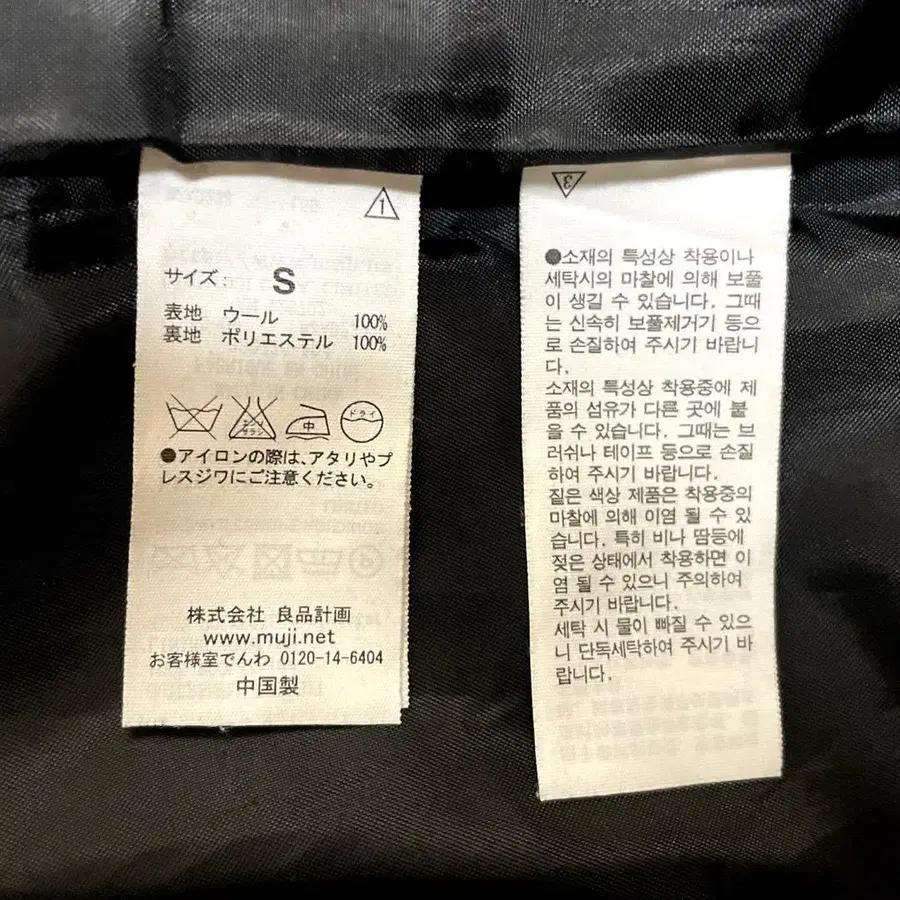 1
サイズ: S
表地 ウール 100%
裏地 ポリエステル 100%
エンソ サラシ
中
ドライ
●アイロンの際は、アタリやプ
レスジワにご注意ください。
株式会社 良品計画
www.muji.net
お客様室でんわ 0120-14-6404
中国製
3
●소재의 특성상 착용이나
세탁시의 마찰에 의해 보풀
이 생길 수 있습니다. 그때
는 신속히 보풀제거기 등으
로 손질하여 주시기 바랍니
다.
소재의 특성상 착용중에 제
품의 섬유가 다른 곳에 붙
을 수 있습니다. 그때는 브
러쉬나 테이프 등으로 손질
하여 주시기 바랍니다.
짙은 색상 제품은 착용중의
마찰에 의해 이염 될 수 있
습니다. 특히 비나 땀등에
젖은 상태에서 착용하면 이
염 될 수 있으니 주의하여
주시기 바랍니다.
세탁 시 물이 빠질 수 있으
니 단독세탁하여 주시기 바
랍니다.